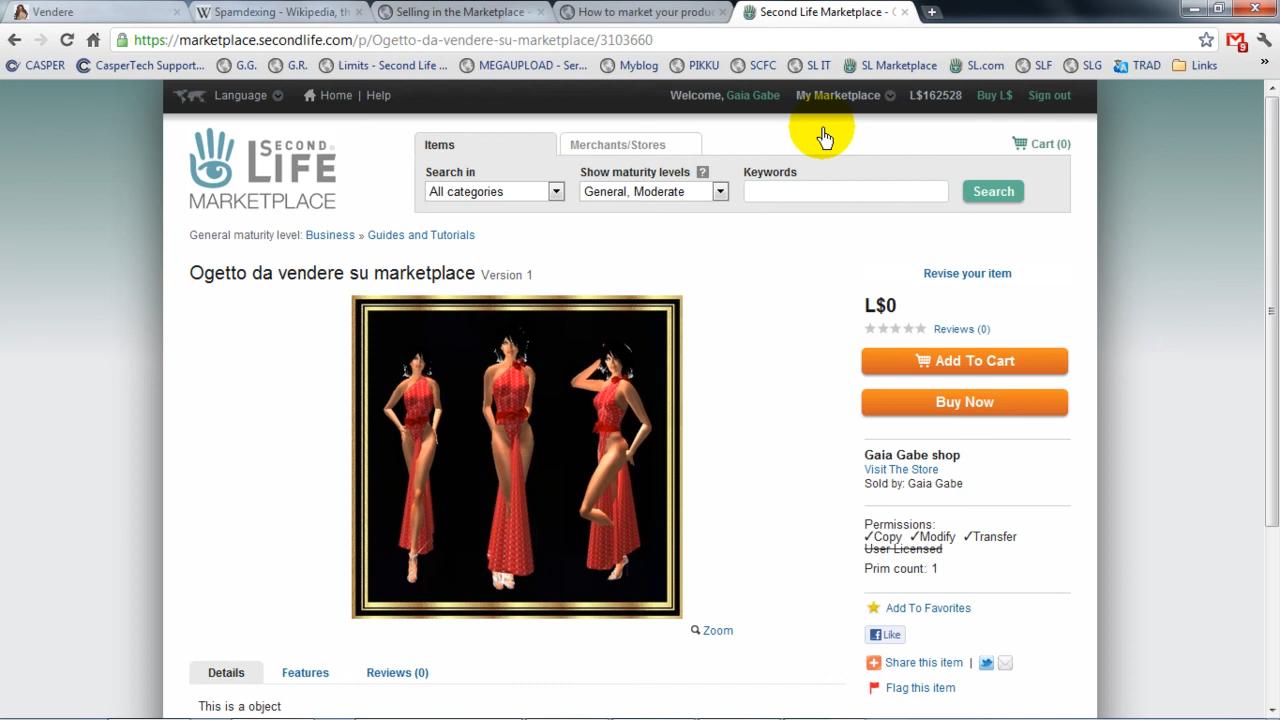 Vendere
Spamdexing - Wikipedia, th
Selling in the Marketplace -
How to market your produc
Second Life Marketplace - O
https://marketplace.secondlife.com/p/Ogetto-da-vendere-su-marketplace/3103660
9
CASPER
CasperTech Support...
G.G.
G.R.
Limits - Second Life ...
MEGAUPLOAD - Ser...
Myblog
PIKKU
SCFC
SL IT
SL Marketplace
SL.com
SLF
SLG
TRAD
Links
Language
Home | Help
Welcome, Gaia Gabe
My Marketplace
L$162528
Buy L$
Sign out
SECOND LIFE
MARKETPLACE
Items
Merchants/Stores
Cart (0)
Search in
Show maturity levels ?
Keywords
All categories
General, Moderate
Search
General maturity level: Business » Guides and Tutorials
Ogetto da vendere su marketplace Version 1
Revise your item
L$0
Reviews (0)
Add To Cart
Buy Now
Gaia Gabe shop
Visit The Store
Sold by: Gaia Gabe
Permissions:
✓Copy ✓Modify ✓Transfer
User Licensed
Prim count: 1
Add To Favorites
Like
Zoom
Share this item |
Flag this item
Details
Features
Reviews (0)
This is a object